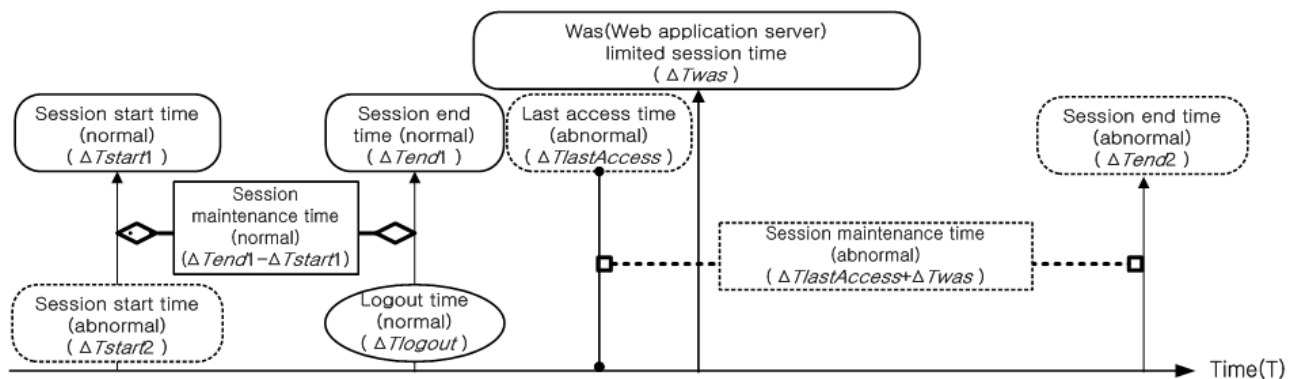 Was(Web application server)
limited session time
( ΔTwas )
Session start time
(normal)
( ΔTstart1 )
Session end
time (normal)
( ΔTend1 )
Last access time
(abnormal)
( ΔTlastAccess )
Session end time
(abnormal)
( ΔTend2 )
Session
maintenance time
(normal)
(ΔTend1-ΔTstart1)
Session maintenance time
(abnormal)
( ΔTlastAccess+ΔTwas )
Session start time
(abnormal)
( ΔTstart2 )
Logout time
(normal)
( ΔTlogout )
Time(T)